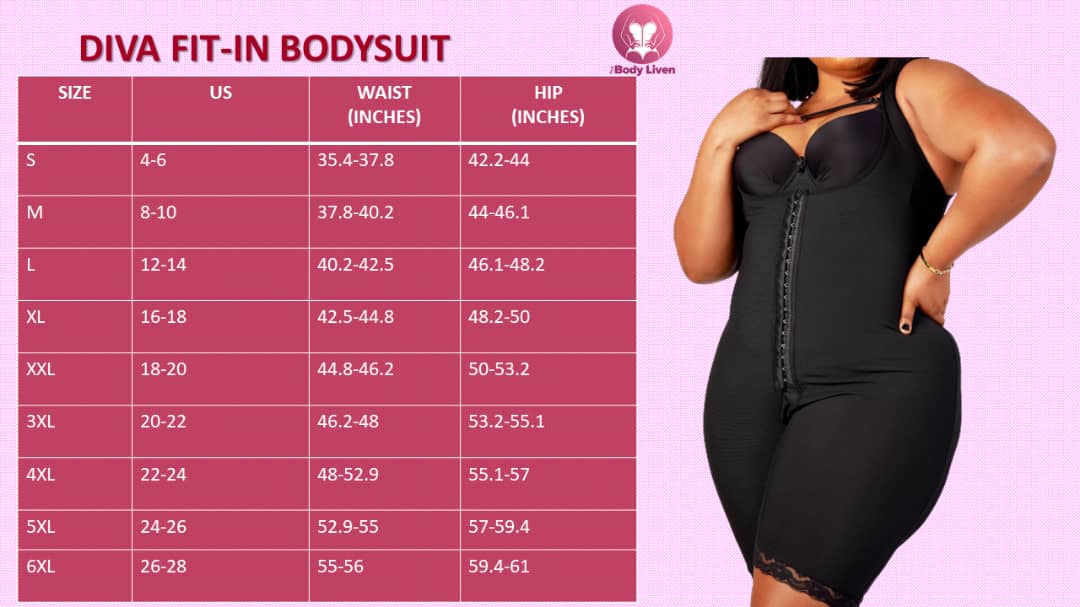 DIVA FIT-IN BODYSUIT
The Body Liven
SIZE US WAIST (INCHES) HIP (INCHES)
S 4-6 35.4-37.8 42.2-44
M 8-10 37.8-40.2 44-46.1
L 12-14 40.2-42.5 46.1-48.2
XL 16-18 42.5-44.8 48.2-50
XXL 18-20 44.8-46.2 50-53.2
3XL 20-22 46.2-48 53.2-55.1
4XL 22-24 48-52.9 55.1-57
5XL 24-26 52.9-55 57-59.4
6XL 26-28 55-56 59.4-61